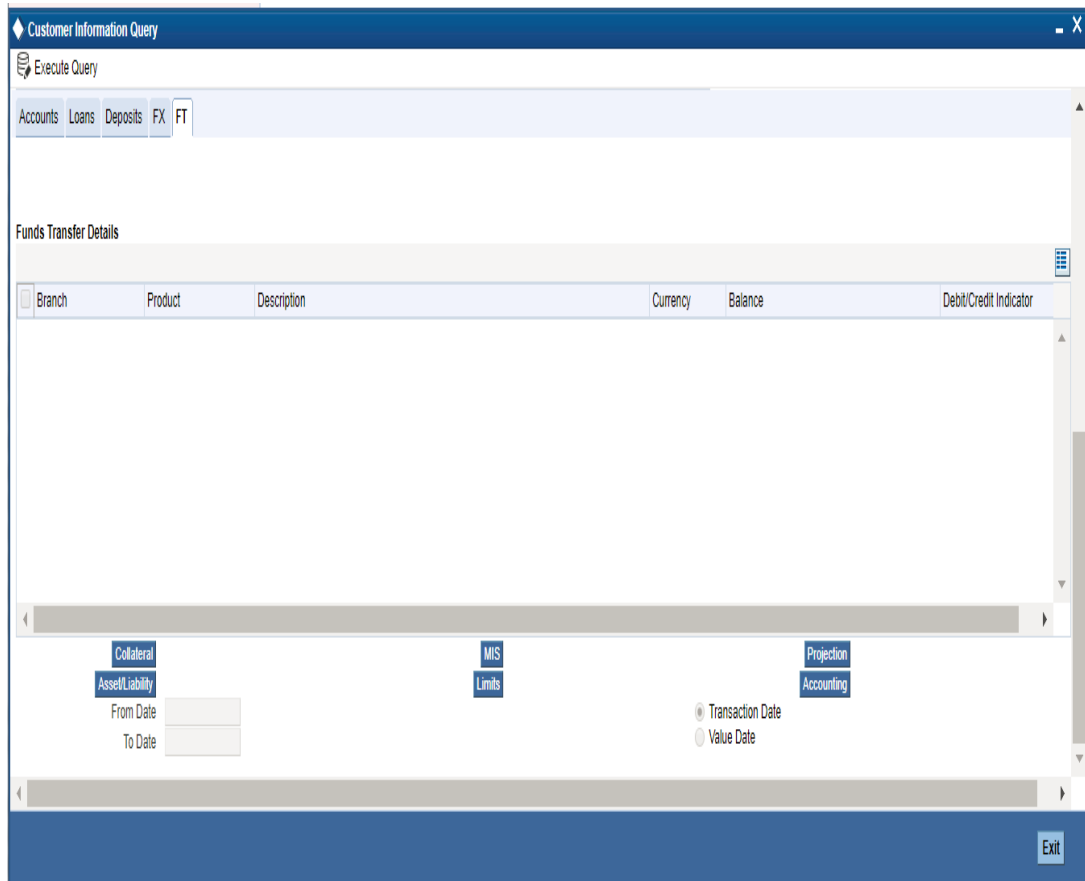 Customer Information Query
Execute Query
Accounts Loans Deposits FX FT
Funds Transfer Details
Branch Product Description Currency Balance Debit/Credit Indicator
Collateral MIS Projection
Asset/Liability Limits Accounting
From Date Transaction Date
To Date Value Date
Exit